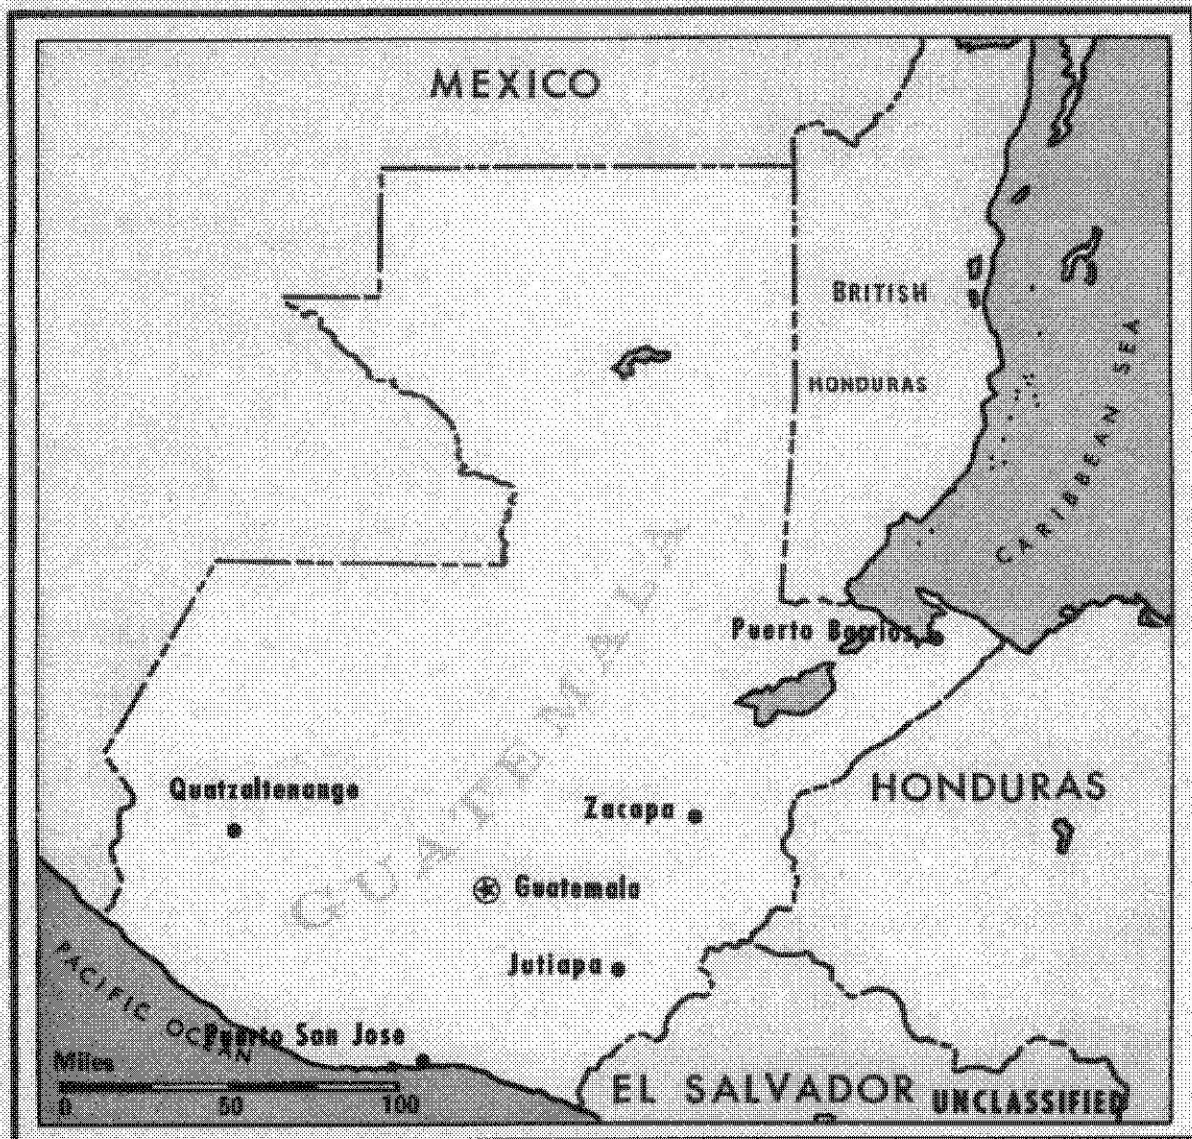 MEXICO
BRITISH
HONDURAS
CARIBBEAN SEA
GUATEMALA
Puerto Barrios
Quatzaltenango
Zacapa
HONDURAS
Guatemala
Jutiapa
PACIFIC OCEAN
Puerto San Jose
Miles
0 50 100
EL SALVADOR
UNCLASSIFIED